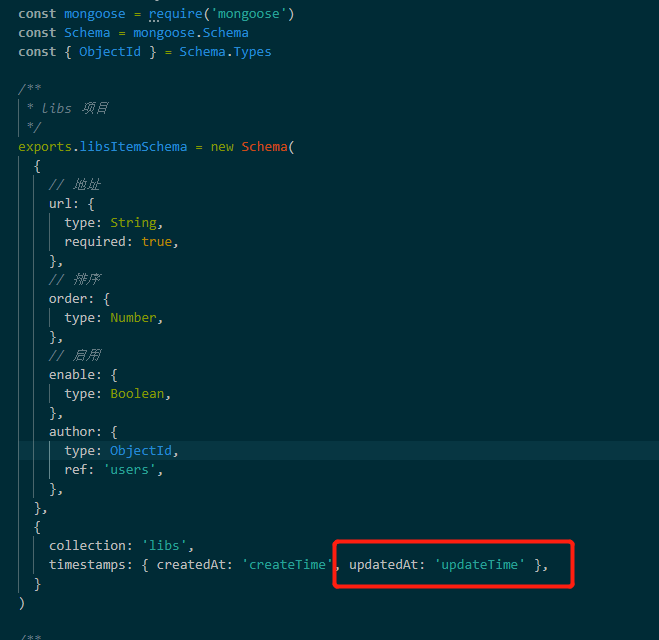 const mongoose = require('mongoose')
const Schema = mongoose.Schema
const { ObjectId } = Schema.Types
/**
* libs 项目
*/
exports.libsItemSchema = new Schema(
{
// 地址
url: {
type: String,
required: true,
},
// 排序
order: {
type: Number,
},
// 启用
enable: {
type: Boolean,
},
author: {
type: ObjectId,
ref: 'users',
},
},
{
collection: 'libs',
timestamps: { createdAt: 'createTime', updatedAt: 'updateTime' },
}
)
/**